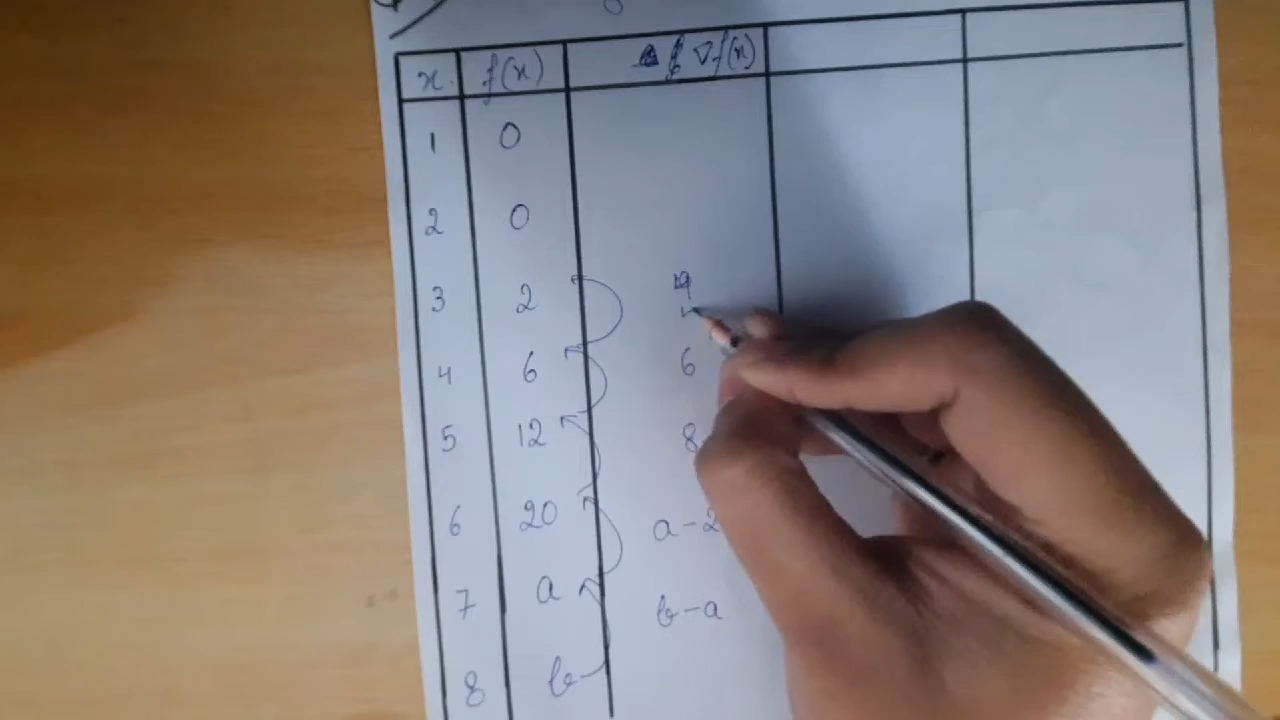 x f(x) ∇f(x)
1 0
2 0
3 2
4 6 6
5 12 8
6 20 a-2
7 a b-a
8 b